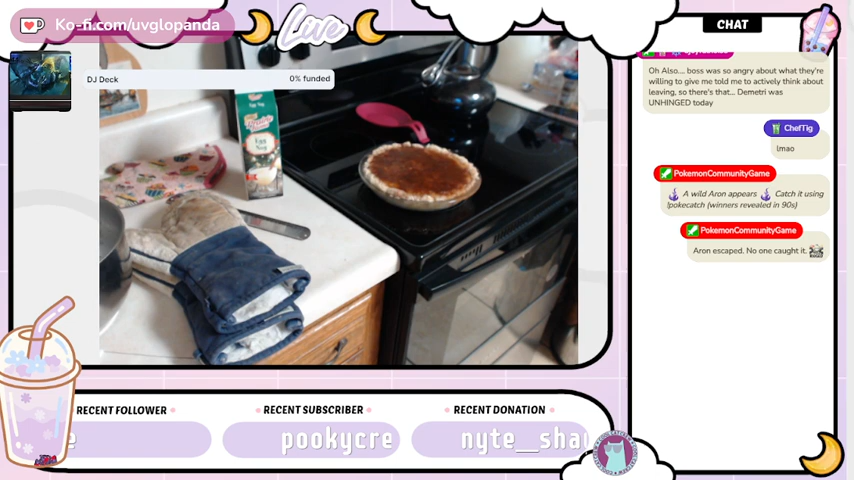 Ko-fi.com/uvglopanda
Live
CHAT
DJ Deck
0% funded
Egg
Nog
Oh Also.... boss was so angry about what they're
willing to give me told me to actively think about
leaving, so there's that... Demetri was
UNHINGED today
ChefTig
lmao
PokemonCommunityGame
A wild Aron appears Catch it using
!pokecatch (winners revealed in 90s)
PokemonCommunityGame
Aron escaped. No one caught it.
RECENT FOLLOWER
RECENT SUBSCRIBER
RECENT DONATION
e
pookycre
nyte_sha